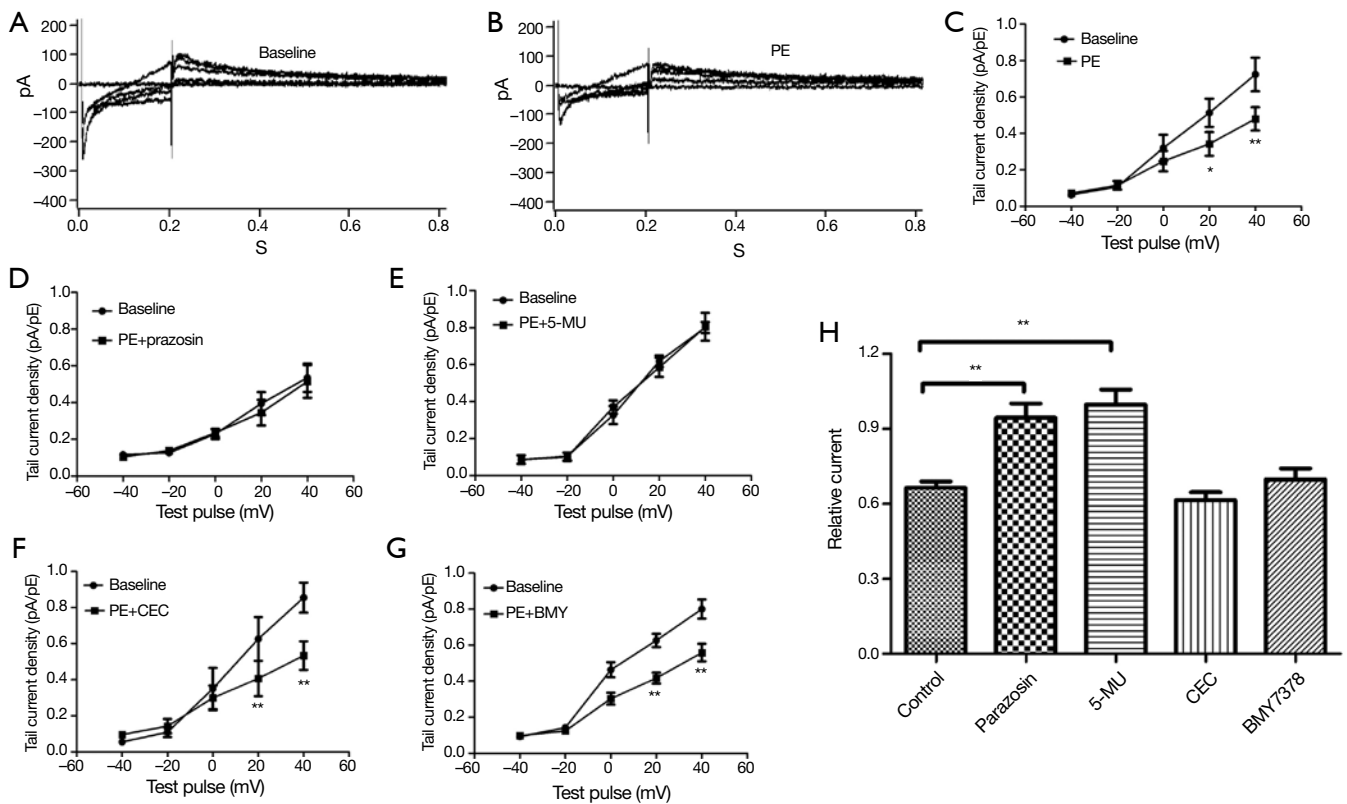 A
200
100
0
−100
−200
−300
−400
pA
Baseline
0.0 0.2 0.4 0.6 0.8
S
B
200
100
0
−100
−200
−300
−400
pA
PE
0.0 0.2 0.4 0.6 0.8
S
C
Tail current density (pA/pE)
1.0
0.8
0.6
0.4
0.2
0.0
Baseline
PE
*
**
−60 −40 −20 0 20 40 60
Test pulse (mV)
D
Tail current density (pA/pE)
1.0
0.8
0.6
0.4
0.2
0.0
Baseline
PE+prazosin
−60 −40 −20 0 20 40 60
Test pulse (mV)
E
Tail current density (pA/pE)
1.0
0.8
0.6
0.4
0.2
0.0
Baseline
PE+5-MU
−60 −40 −20 0 20 40 60
Test pulse (mV)
F
Tail current density (pA/pE)
1.0
0.8
0.6
0.4
0.2
0.0
Baseline
PE+CEC
**
**
−60 −40 −20 0 20 40 60
Test pulse (mV)
G
Tail current density (pA/pE)
1.0
0.8
0.6
0.4
0.2
0.0
Baseline
PE+BMY
**
**
−60 −40 −20 0 20 40 60
Test pulse (mV)
H
Relative current
1.2
0.9
0.6
0.3
0.0
**
**
Control
Parazosin
5-MU
CEC
BMY7378